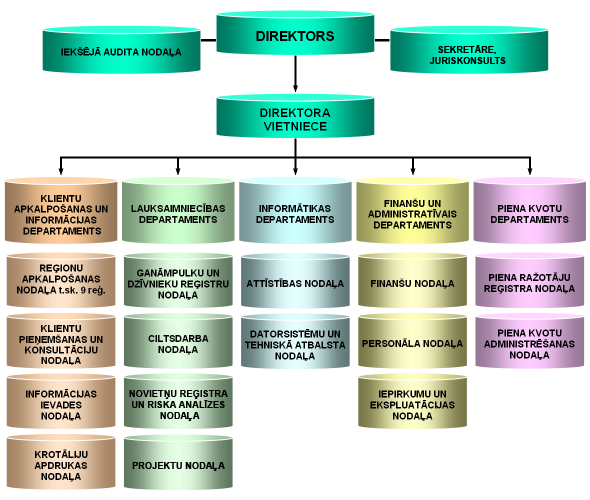 DIREKTORS
IEKŠĒJĀ AUDITA NODAĻA
SEKRETĀRE,
JURISKONSULTS
DIREKTORA
VIETNIECE
KLIENTU
APKALPOŠANAS UN
INFORMĀCIJAS
DEPARTAMENTS
LAUKSAIMNIECĪBAS
DEPARTAMENTS
INFORMĀTIKAS
DEPARTAMENTS
FINANŠU UN
ADMINISTRATĪVAIS
DEPARTAMENTS
PIENA KVOTU
DEPARTAMENTS
REĢIONU
APKALPOŠANAS
NODAĻA t.sk. 9 reģ.
GANĀMPULKU UN
DZĪVNIEKU REĢISTRU
NODAĻA
ATTĪSTĪBAS NODAĻA
FINANŠU NODAĻA
PIENA RAŽOTĀJU
REĢISTRA NODAĻA
KLIENTU
PIEŅEMŠANAS UN
KONSULTĀCIJU
NODAĻA
CILTSDARBA
NODAĻA
DATORSISTĒMU UN
TEHNISKĀ ATBALSTA
NODAĻA
PERSONĀLA NODAĻA
PIENA KVOTU
ADMINISTRĒŠANAS
NODAĻA
INFORMĀCIJAS
IEVADES
NODAĻA
NOVIETŅU REĢISTRA
UN RISKA ANALĪZES
NODAĻA
IEPIRKUMU UN
EKSPLUATĀCIJAS
NODAĻA
KROTĀLIJU
APDRUKAS
NODAĻA
PROJEKTU NODAĻA